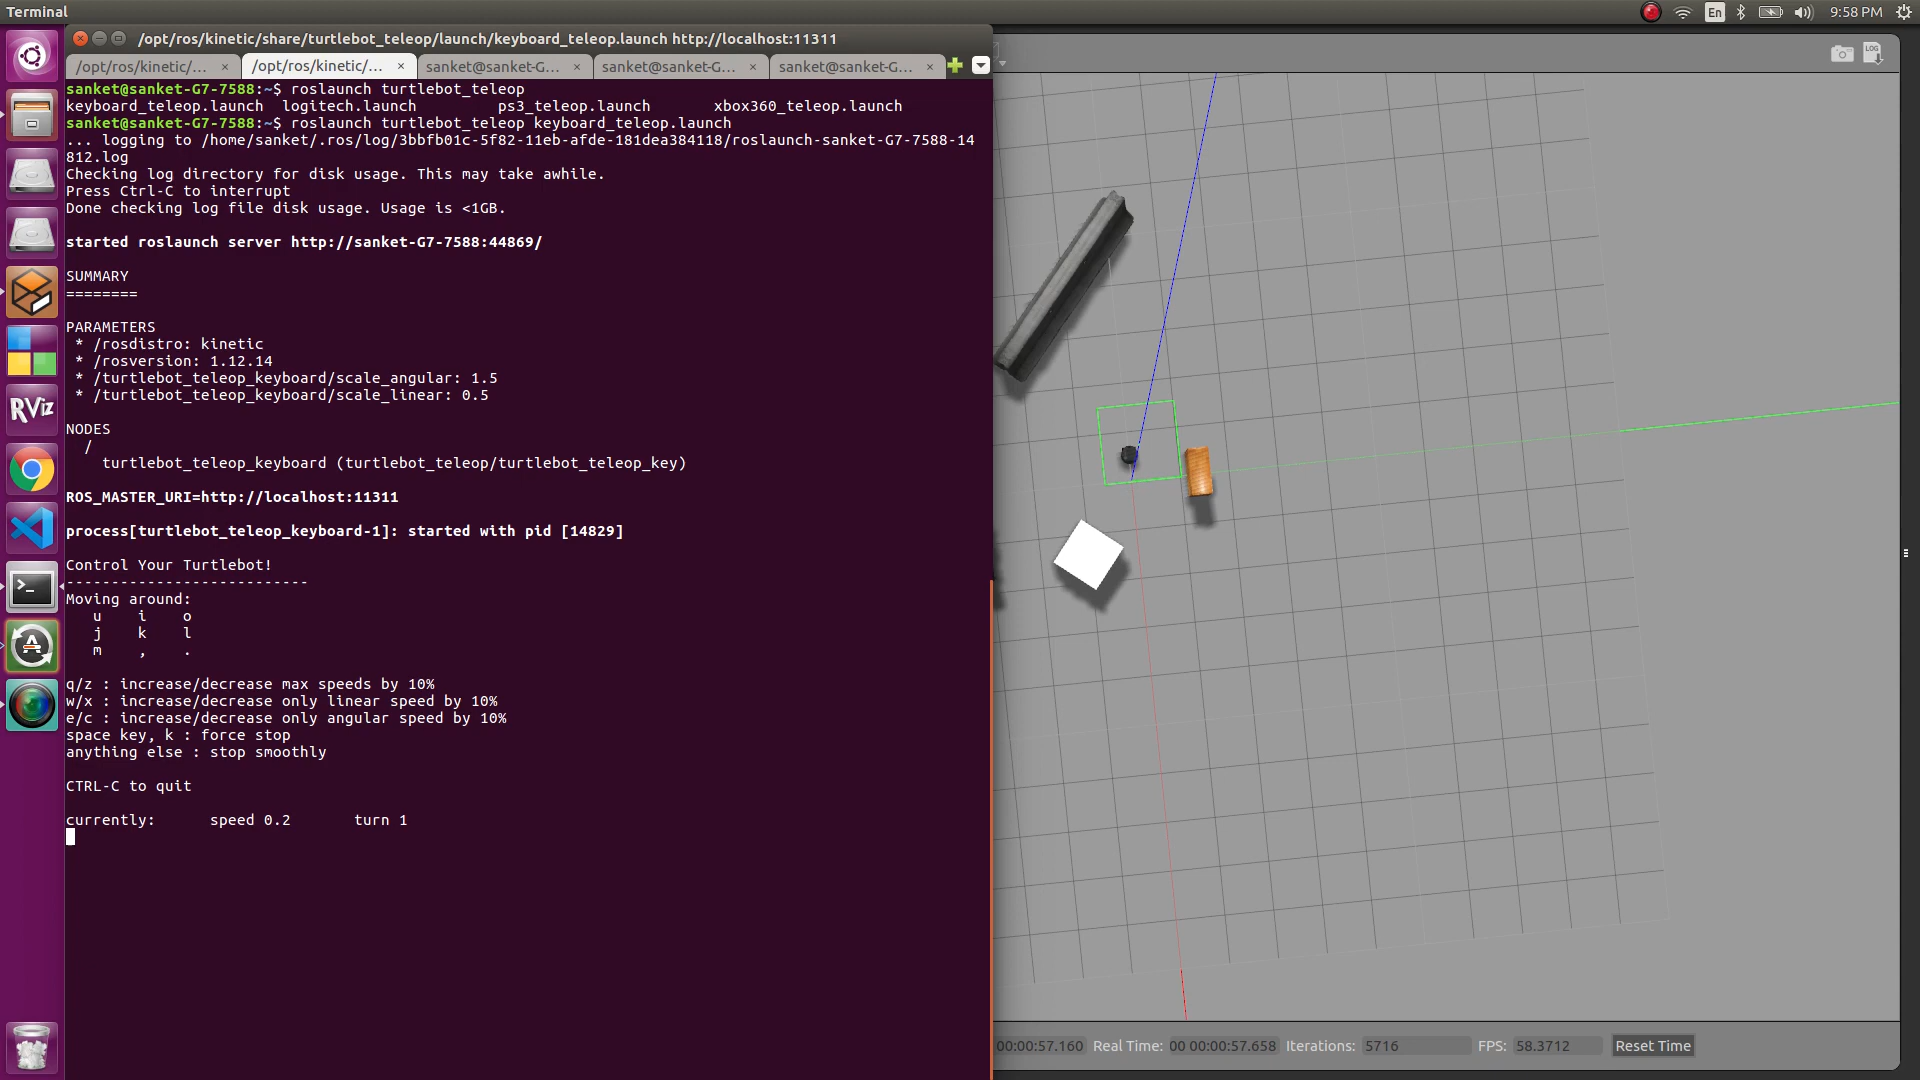 Terminal
En
9:58 PM
/opt/ros/kinetic/share/turtlebot_teleop/launch/keyboard_teleop.launch http://localhost:11311
/opt/ros/kinetic/... × /opt/ros/kinetic/... × sanket@sanket-G... × sanket@sanket-G... × sanket@sanket-G... ×
LOG
sanket@sanket-G7-7588:~$ roslaunch turtlebot_teleop
keyboard_teleop.launch logitech.launch ps3_teleop.launch xbox360_teleop.launch
sanket@sanket-G7-7588:~$ roslaunch turtlebot_teleop keyboard_teleop.launch
... logging to /home/sanket/.ros/log/3bbfb01c-5f82-11eb-afde-181dea384118/roslaunch-sanket-G7-7588-14
812.log
Checking log directory for disk usage. This may take awhile.
Press Ctrl-C to interrupt
Done checking log file disk usage. Usage is <1GB.
started roslaunch server http://sanket-G7-7588:44869/
SUMMARY
========
PARAMETERS
* /rosdistro: kinetic
* /rosversion: 1.12.14
* /turtlebot_teleop_keyboard/scale_angular: 1.5
* /turtlebot_teleop_keyboard/scale_linear: 0.5
NODES
/
turtlebot_teleop_keyboard (turtlebot_teleop/turtlebot_teleop_key)
ROS_MASTER_URI=http://localhost:11311
process[turtlebot_teleop_keyboard-1]: started with pid [14829]
Control Your Turtlebot!
---------------------------
Moving around:
u i o
j k l
m , .
q/z : increase/decrease max speeds by 10%
w/x : increase/decrease only linear speed by 10%
e/c : increase/decrease only angular speed by 10%
space key, k : force stop
anything else : stop smoothly
CTRL-C to quit
currently: speed 0.2 turn 1
RViz
>_
A
00:00:57.160 Real Time: 00 00:00:57.658 Iterations: 5716 FPS: 58.3712 Reset Time